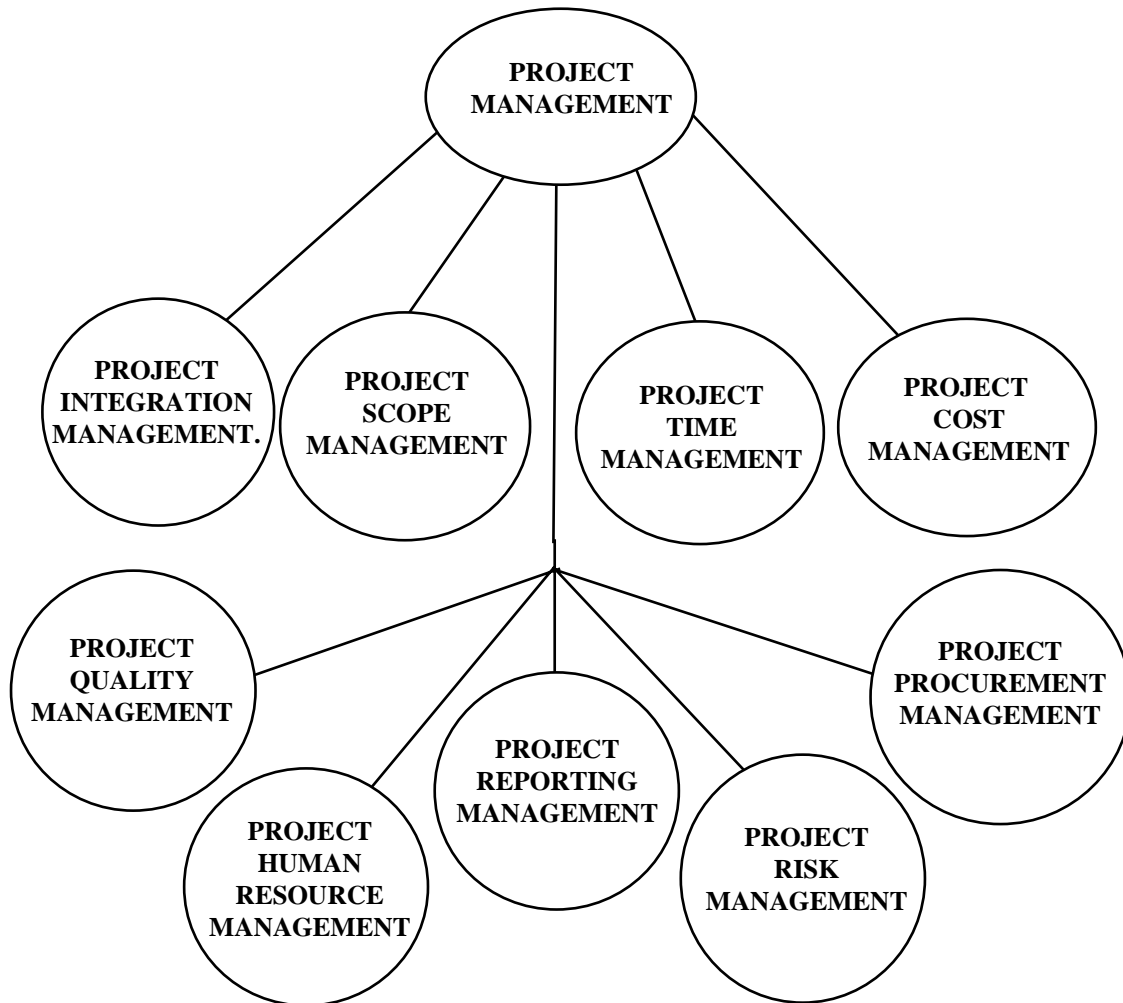 PROJECT
MANAGEMENT
PROJECT
INTEGRATION
MANAGEMENT.
PROJECT
SCOPE
MANAGEMENT
PROJECT
TIME
MANAGEMENT
PROJECT
COST
MANAGEMENT
PROJECT
QUALITY
MANAGEMENT
PROJECT
HUMAN
RESOURCE
MANAGEMENT
PROJECT
REPORTING
MANAGEMENT
PROJECT
RISK
MANAGEMENT
PROJECT
PROCUREMENT
MANAGEMENT